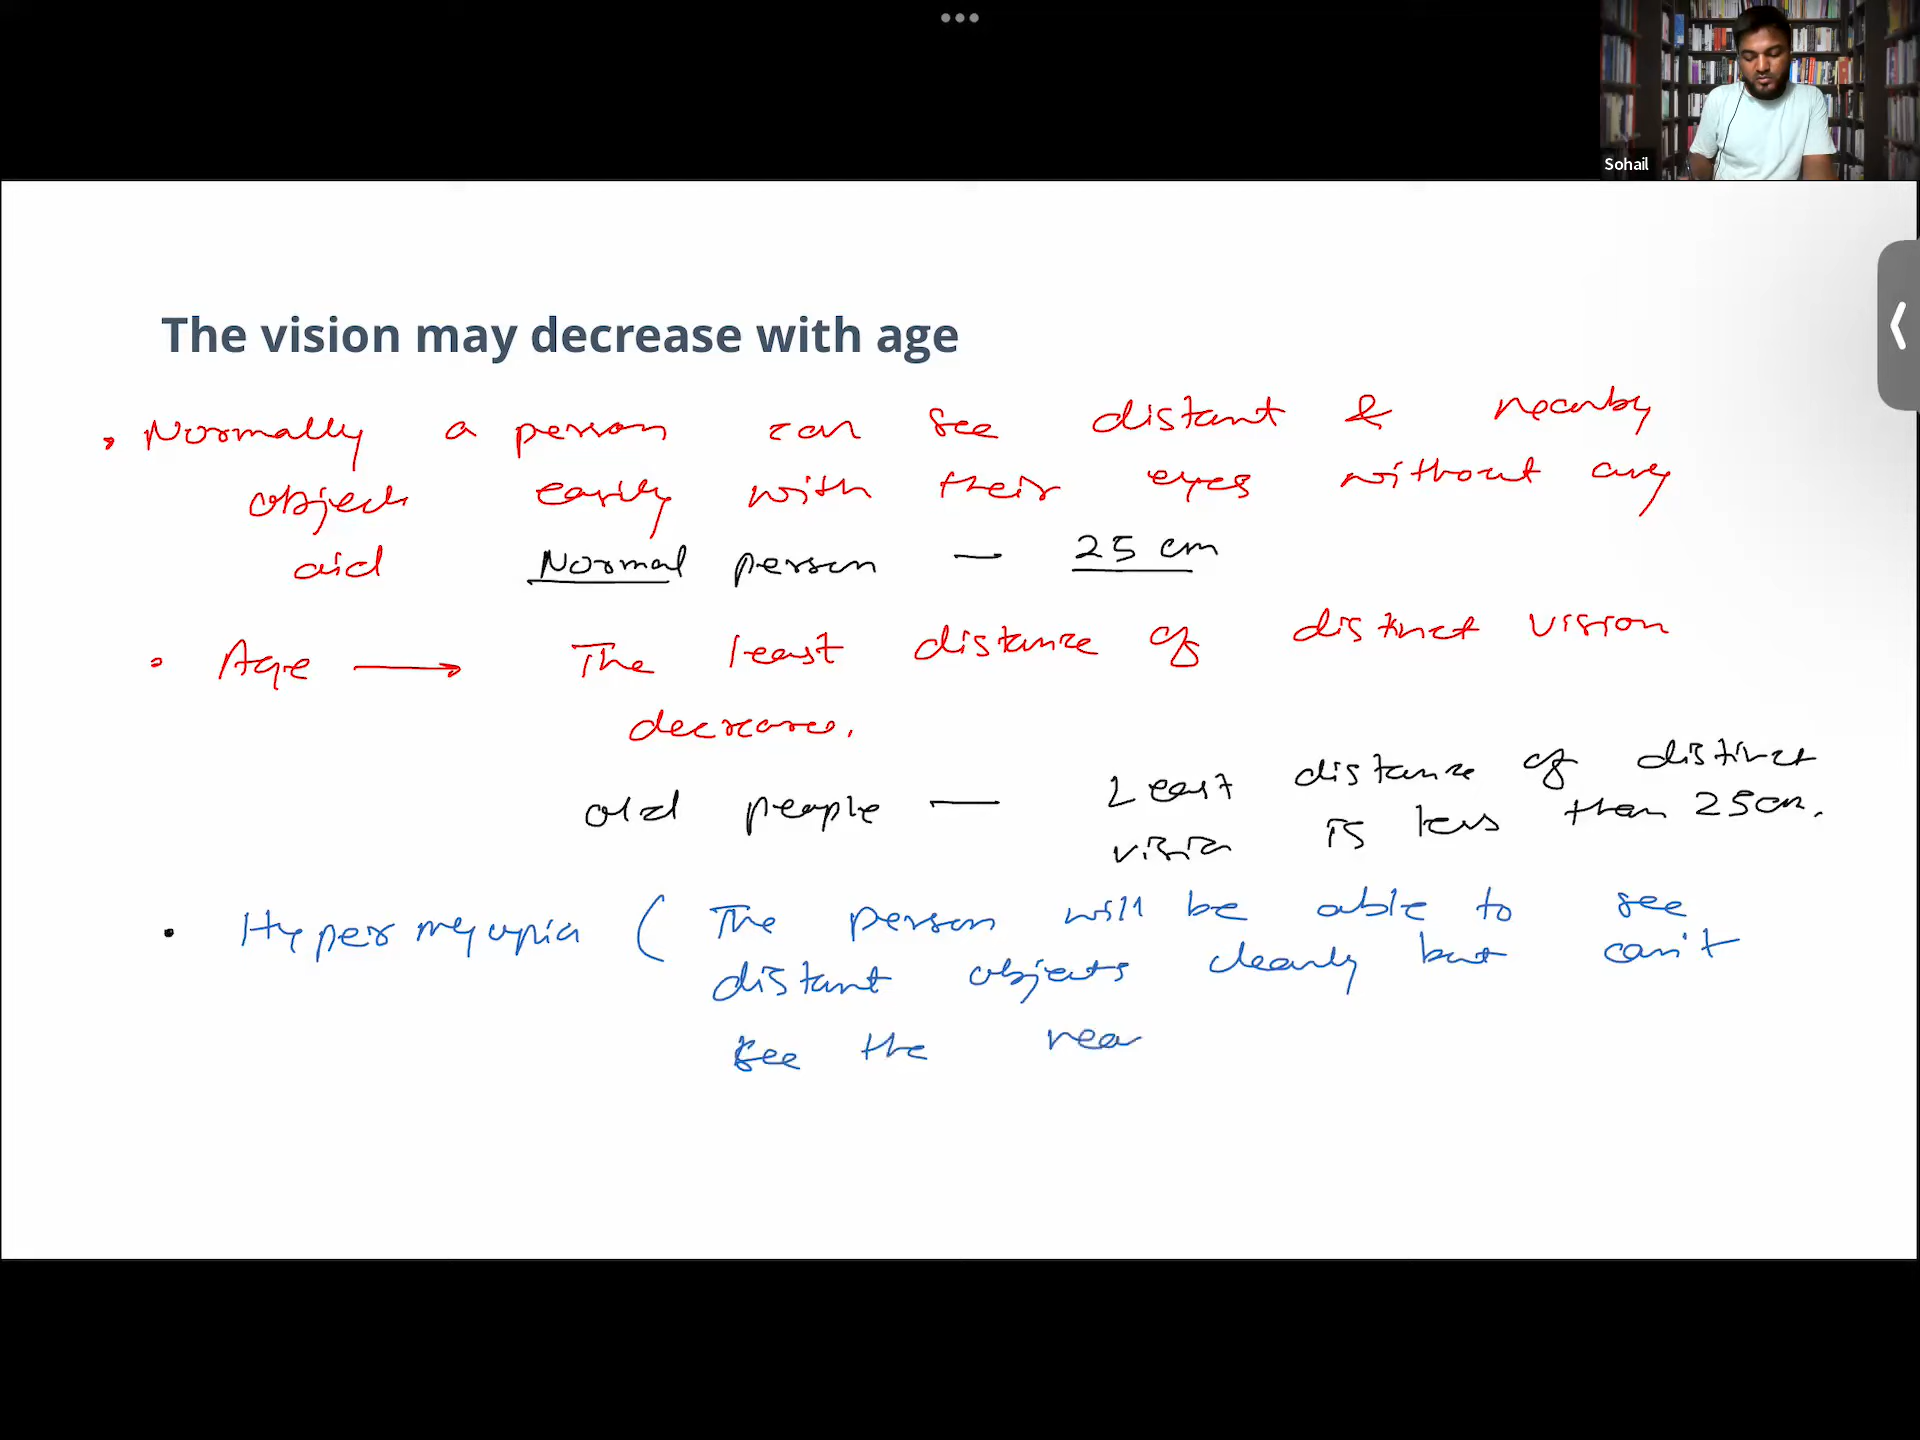 Sohail
The vision may decrease with age
• Normally a person can see distant & nearby
objects easily with their eyes without any
aid Normal person — 25 cm
• Age → The least distance of distinct vision
decreases.
old people — Least distance of distinct
vision is less than 25cm.
• Hypermyopia ( The person will be able to see
distant objects clearly but can't
see the near